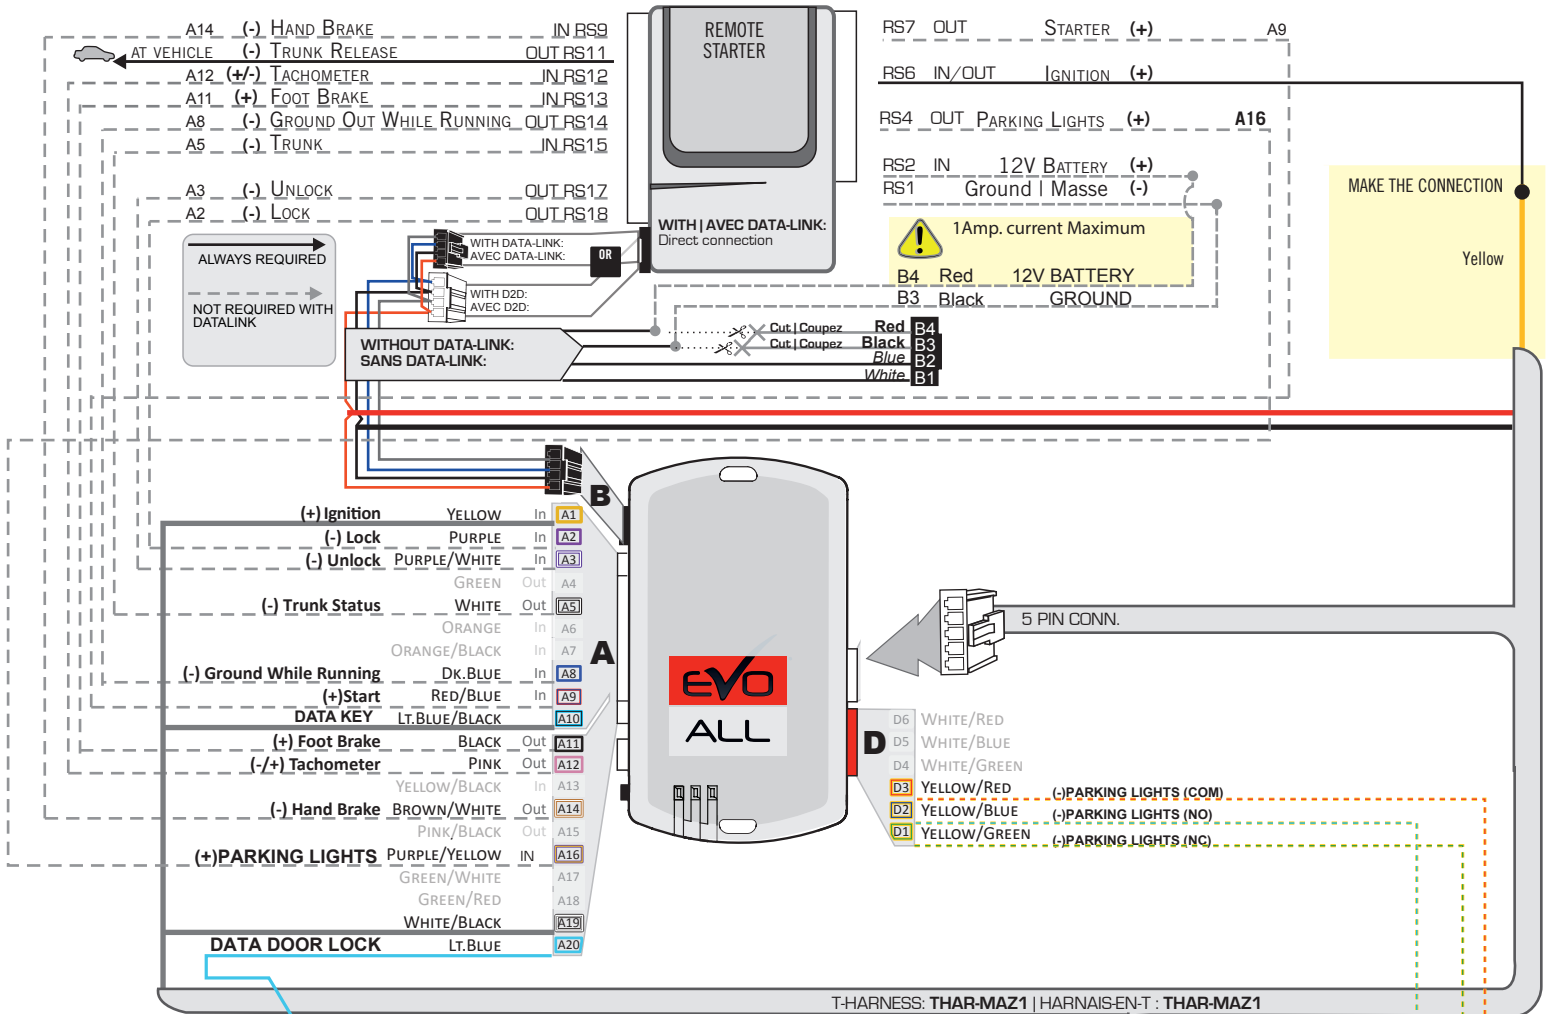 A14 (-) HAND BRAKE IN RS9
AT VEHICLE (-) TRUNK RELEASE OUT RS11
A12 (+/-) TACHOMETER IN RS12
A11 (+) FOOT BRAKE IN RS13
A8 (-) GROUND OUT WHILE RUNNING OUT RS14
A5 (-) TRUNK IN RS15
A3 (-) UNLOCK OUT RS17
A2 (-) LOCK OUT RS18
REMOTE
STARTER
WITH | AVEC DATA-LINK:
Direct connection
RS7 OUT STARTER (+) A9
RS6 IN/OUT IGNITION (+)
RS4 OUT PARKING LIGHTS (+) A16
RS2 IN 12V BATTERY (+)
RS1 Ground | Masse (-)
1Amp. current Maximum
B4 Red 12V BATTERY
B3 Black GROUND
MAKE THE CONNECTION
Yellow
ALWAYS REQUIRED
NOT REQUIRED WITH
DATALINK
WITH DATA-LINK:
AVEC DATA-LINK:
OR
WITH D2D:
AVEC D2D:
WITHOUT DATA-LINK:
SANS DATA-LINK:
Cut | Coupez Red B4
Cut | Coupez Black B3
Blue B2
White B1
B
A
(+) Ignition YELLOW In A1
(-) Lock PURPLE In A2
(-) Unlock PURPLE/WHITE In A3
GREEN Out A4
(-) Trunk Status WHITE Out A5
ORANGE In A6
ORANGE/BLACK In A7
(-) Ground While Running DK.BLUE In A8
(+)Start RED/BLUE In A9
DATA KEY LT.BLUE/BLACK A10
(+) Foot Brake BLACK Out A11
(-/+) Tachometer PINK Out A12
YELLOW/BLACK In A13
(-) Hand Brake BROWN/WHITE Out A14
PINK/BLACK Out A15
(+)PARKING LIGHTS PURPLE/YELLOW IN A16
GREEN/WHITE A17
GREEN/RED A18
WHITE/BLACK A19
DATA DOOR LOCK LT.BLUE A20
EVO
ALL
5 PIN CONN.
D
D6 WHITE/RED
D5 WHITE/BLUE
D4 WHITE/GREEN
D3 YELLOW/RED (-)PARKING LIGHTS (COM)
D2 YELLOW/BLUE (-)PARKING LIGHTS (NO)
D1 YELLOW/GREEN (-)PARKING LIGHTS (NC)
T-HARNESS: THAR-MAZ1 | HARNAIS-EN-T : THAR-MAZ1